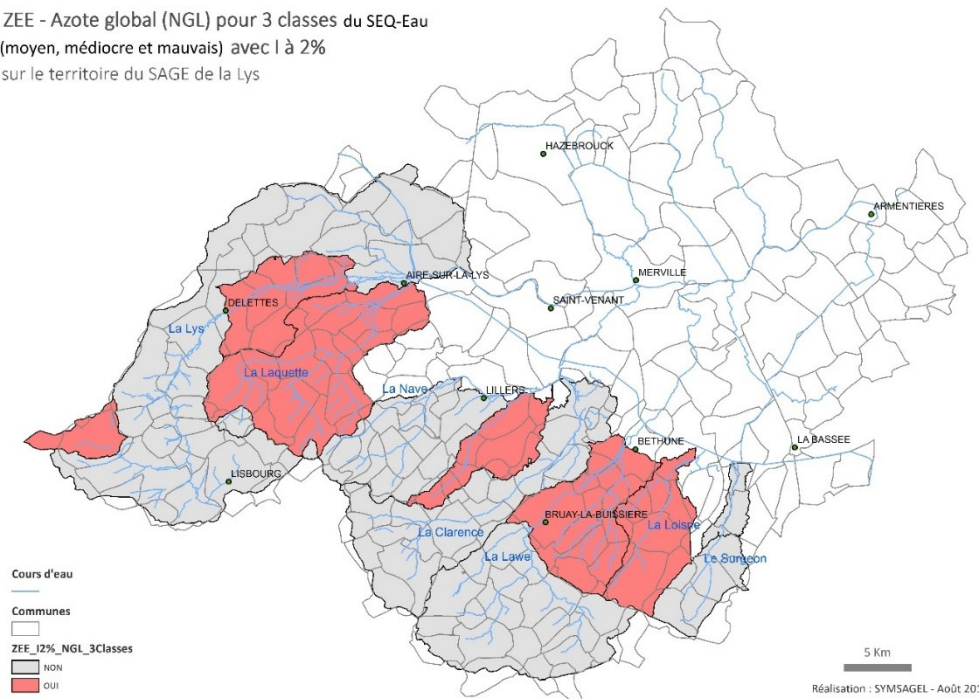 ZEE - Azote global (NGL) pour 3 classes du SEQ-Eau
(moyen, médiocre et mauvais) avec I à 2%
sur le territoire du SAGE de la Lys
HAZEBROUCK
ARMENTIERES
AIRE-SUR-LA-LYS
MERVILLE
SAINT-VENANT
DELETTES
La Lys
La Laquette
La Nave
LILLERS
BETHUNE
LA BASSEE
LISBOURG
BRUAY-LA-BUISSIERE
La Loisne
La Clarence
La Lawe
Le Surgeon
Cours d'eau
Communes
ZEE_I2%_NGL_3Classes
NON
OUI
5 Km
Réalisation : SYMSAGEL - Août